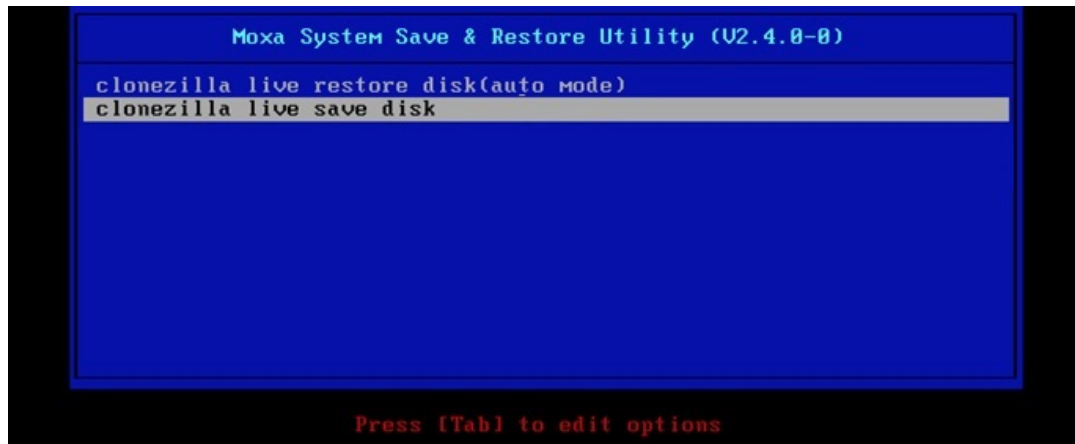 Moxa System Save & Restore Utility (V2.4.0-0)
clonezilla live restore disk(auto mode)
clonezilla live save disk
Press [Tab] to edit options